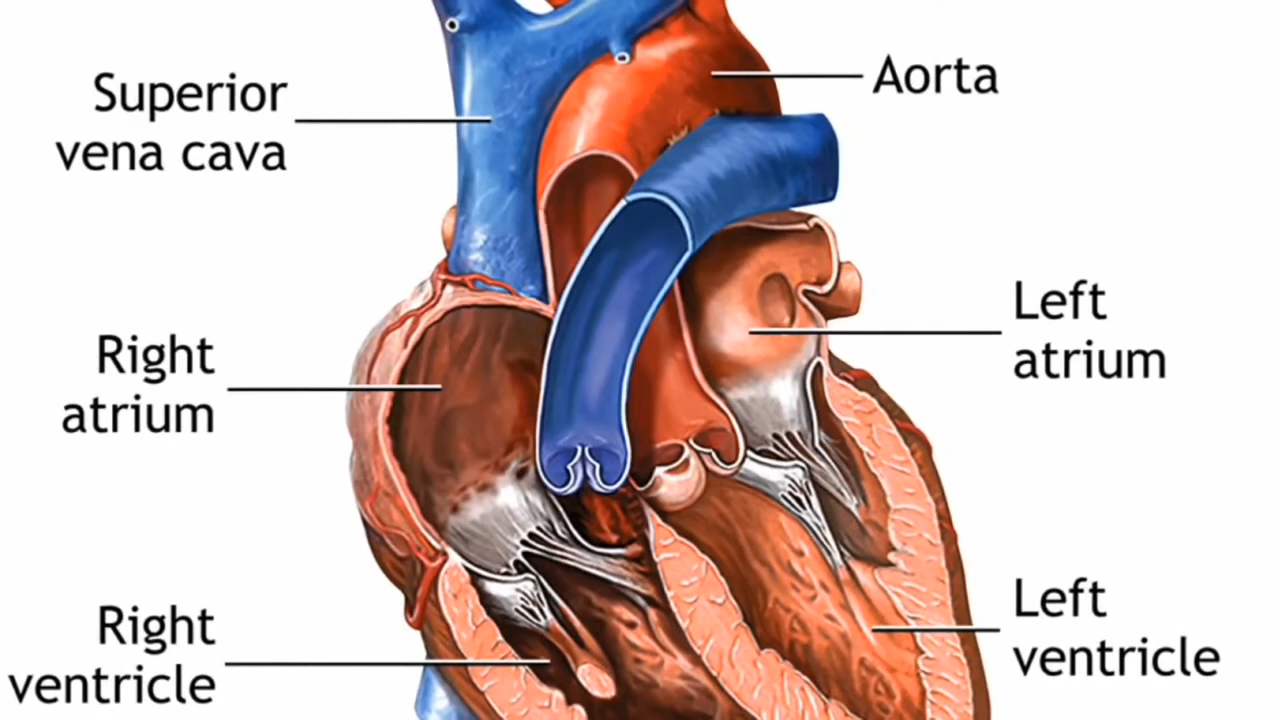 Superior
vena cava
Aorta
Right
atrium
Left
atrium
Right
ventricle
Left
ventricle